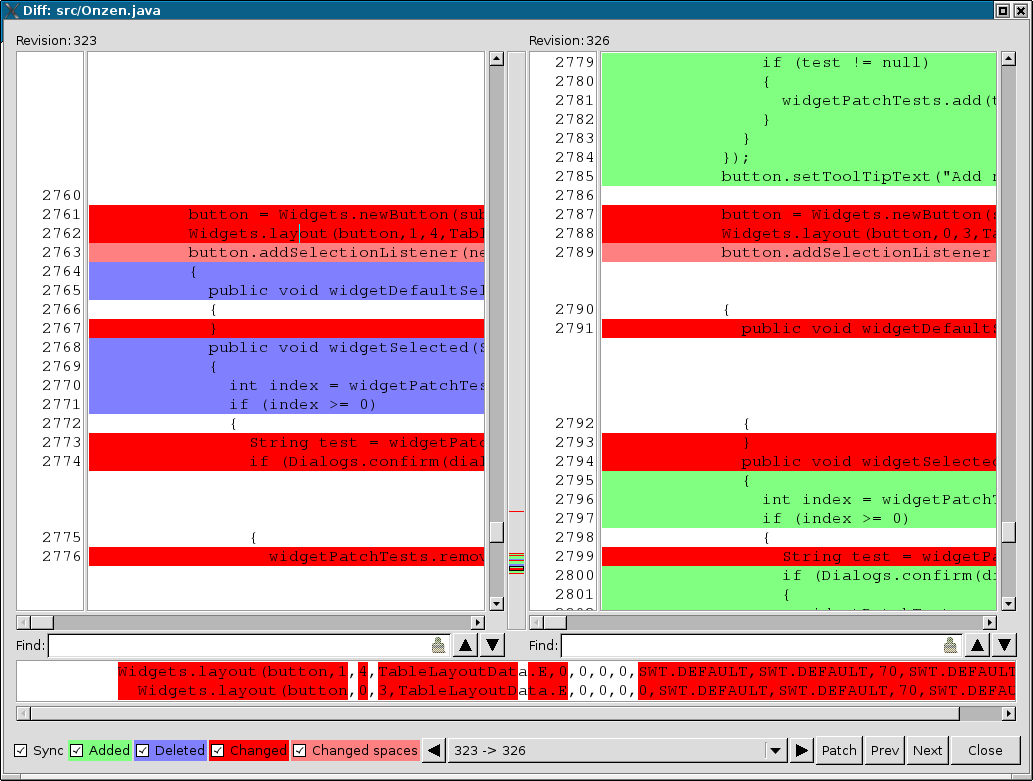 Diff: src/Onzen.java
Revision: 323
2760
2761 button = Widgets.newButton(sub
2762 Widgets.layout(button,1,4,Tabl
2763 button.addSelectionListener(ne
2764 {
2765 public void widgetDefaultSel
2766 {
2767 }
2768 public void widgetSelected(S
2769 {
2770 int index = widgetPatchTes
2771 if (index >= 0)
2772 {
2773 String test = widgetPatc
2774 if (Dialogs.confirm(dial
2775 {
2776 widgetPatchTests.remov
Revision: 326
2779 if (test != null)
2780 {
2781 widgetPatchTests.add(t
2782 }
2783 }
2784 });
2785 button.setToolTipText("Add n
2786
2787 button = Widgets.newButton(s
2788 Widgets.layout(button,0,3,Ta
2789 button.addSelectionListener
2790 {
2791 public void widgetDefaultS
2792 {
2793 }
2794 public void widgetSelected
2795 {
2796 int index = widgetPatchT
2797 if (index >= 0)
2798 {
2799 String test = widgetPa
2800 if (Dialogs.confirm(di
2801 {
Find:
Find:
Widgets.layout(button,1,4,TableLayoutData.E,0,0,0,0,SWT.DEFAULT,SWT.DEFAULT,70,SWT.DEFAU
Widgets.layout(button,0,3,TableLayoutData.E,0,0,0,0,SWT.DEFAULT,SWT.DEFAULT,70,SWT.DEFAU
Sync Added Deleted Changed Changed spaces 323 -> 326 Patch Prev Next Close